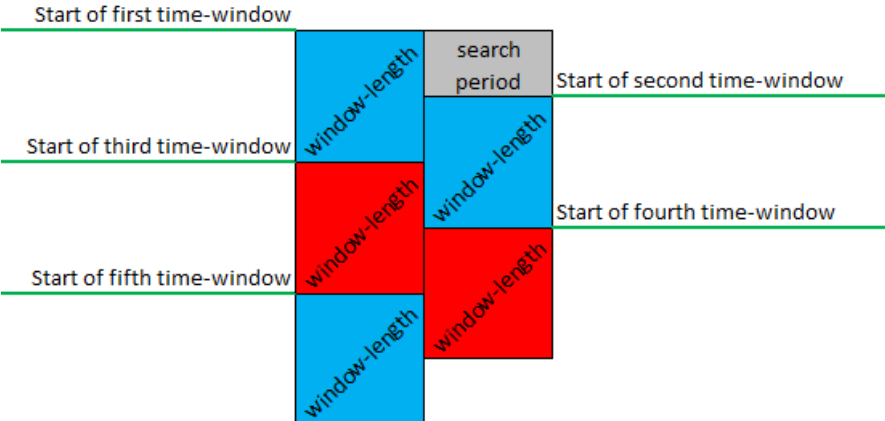 Start of first time-window
search
period
window-length
Start of second time-window
Start of third time-window
window-length
window-length
Start of fourth time-window
Start of fifth time-window
window-length
window-length